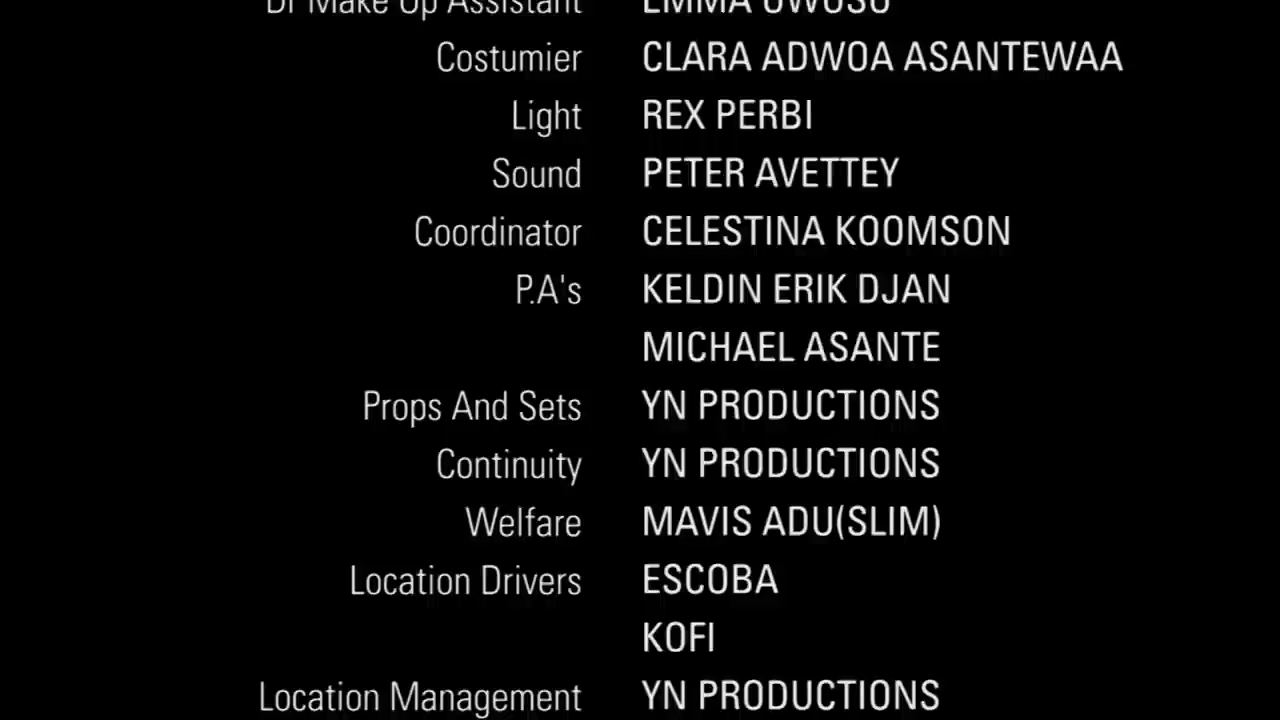 Dr Make Up Assistant EMMA OWUSU
Costumier CLARA ADWOA ASANTEWAA
Light REX PERBI
Sound PETER AVETTEY
Coordinator CELESTINA KOOMSON
P.A's KELDIN ERIK DJAN
MICHAEL ASANTE
Props And Sets YN PRODUCTIONS
Continuity YN PRODUCTIONS
Welfare MAVIS ADU(SLIM)
Location Drivers ESCOBA
KOFI
Location Management YN PRODUCTIONS